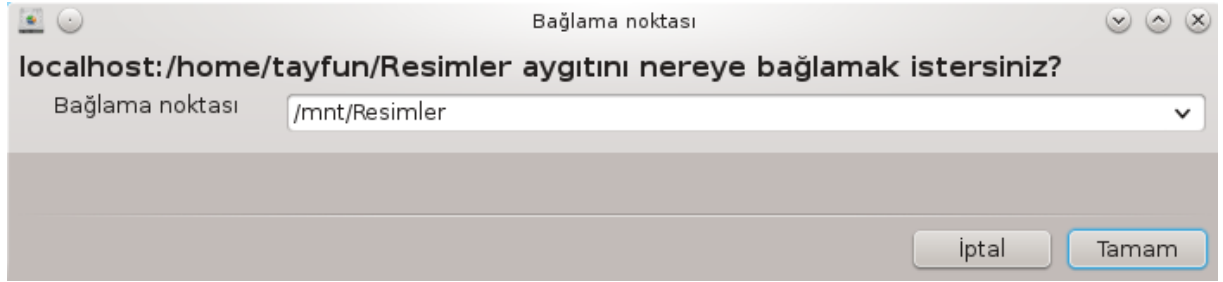 Bağlama noktası
localhost:/home/tayfun/Resimler aygıtını nereye bağlamak istersiniz?
Bağlama noktası /mnt/Resimler
İptal Tamam